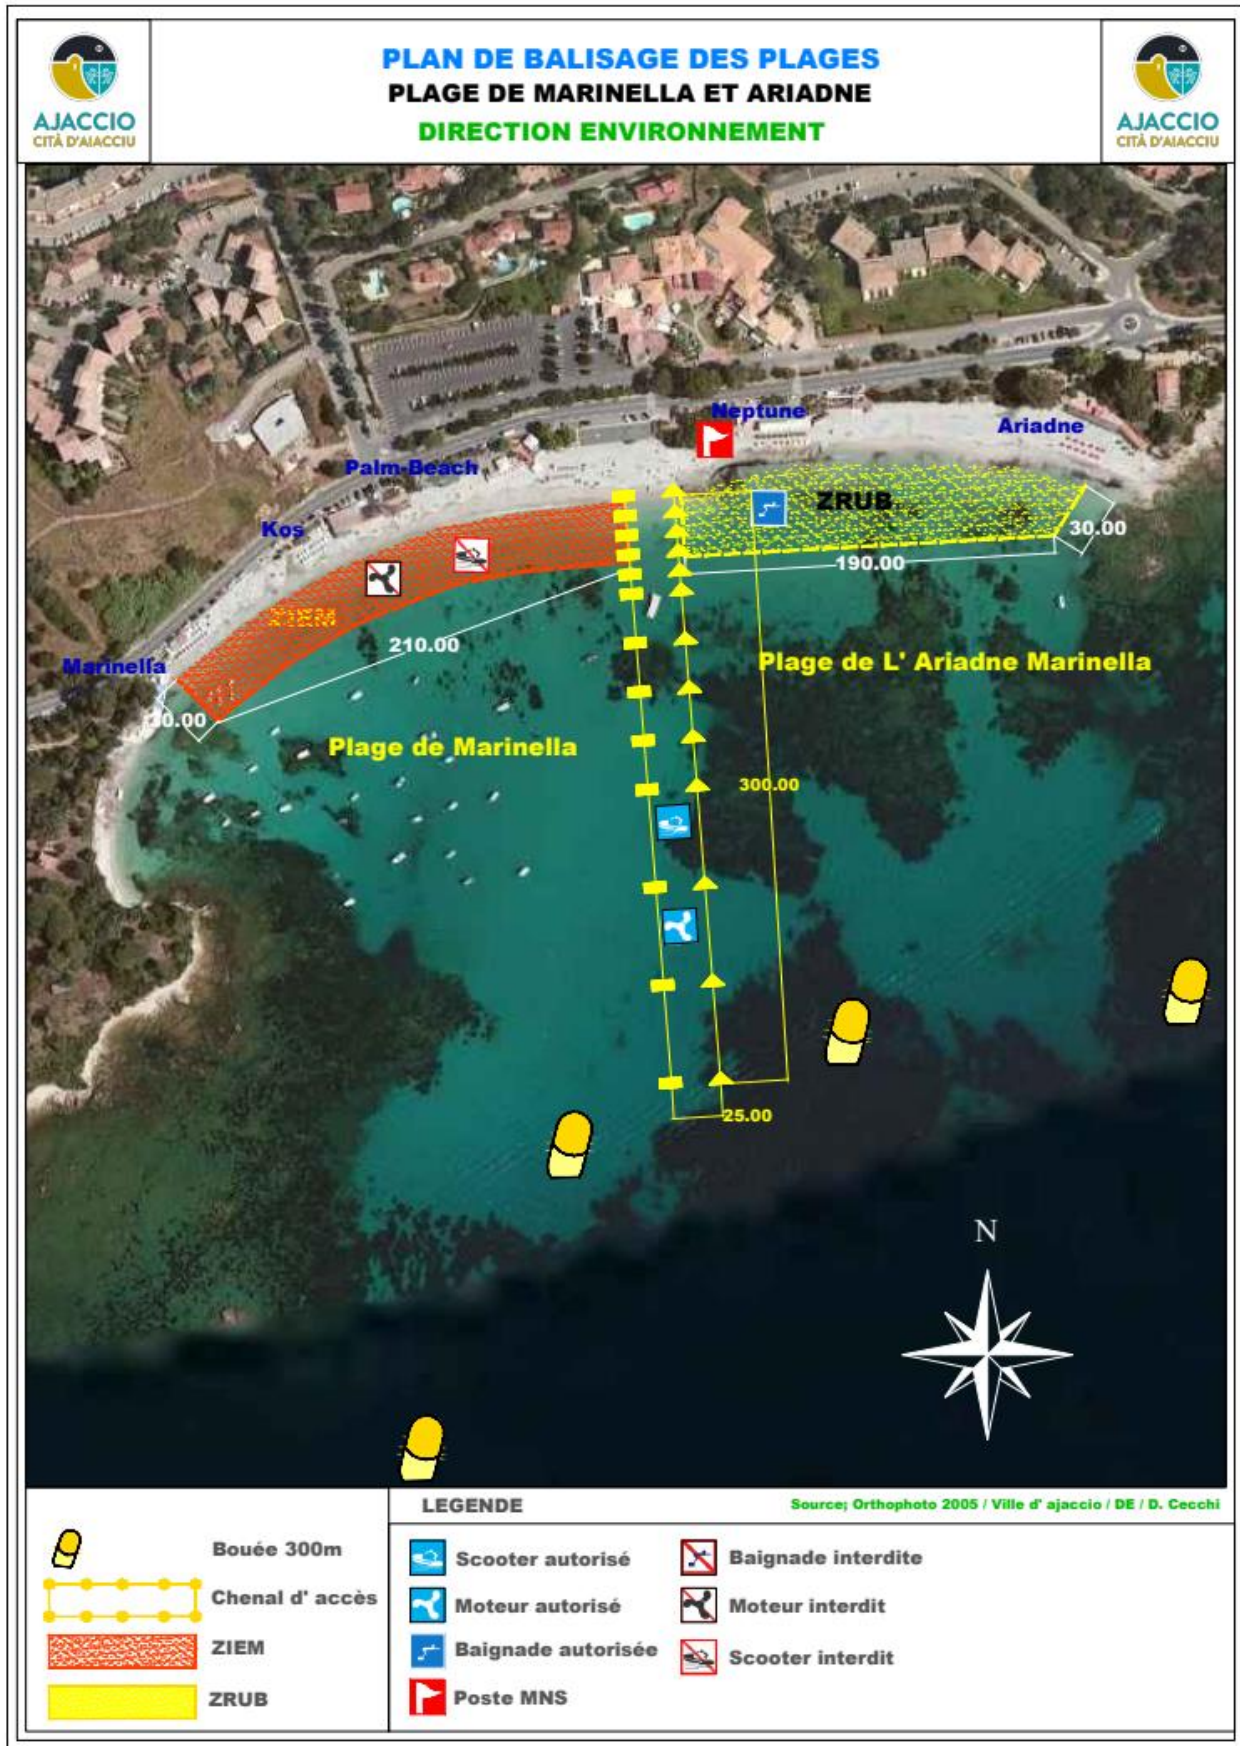 AJACCIO
CITÀ D'AIACCIU
PLAN DE BALISAGE DES PLAGES
PLAGE DE MARINELLA ET ARIADNE
DIRECTION ENVIRONNEMENT
AJACCIO
CITÀ D'AIACCIU
Neptune
Ariadne
Palm-Beach
ZRUB
Kos
30.00
190.00
ZIEM
210.00
Marinella
Plage de L' Ariadne Marinella
30.00
Plage de Marinella
300.00
25.00
N
LEGENDE
Source; Orthophoto 2005 / Ville d' ajaccio / DE / D. Cecchi
Bouée 300m
Chenal d' accès
ZIEM
ZRUB
Scooter autorisé
Moteur autorisé
Baignade autorisée
Poste MNS
Baignade interdite
Moteur interdit
Scooter interdit